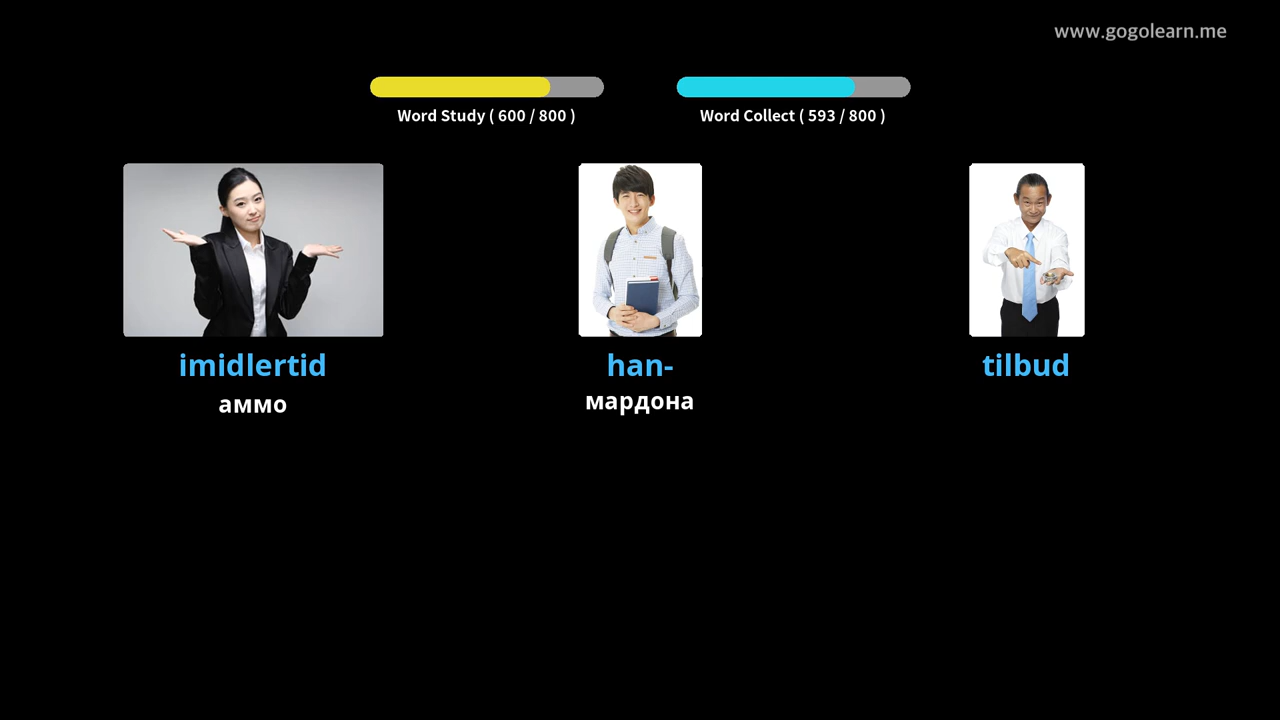 www.gogolearn.me
Word Study ( 600 / 800 )
Word Collect ( 593 / 800 )
imidlertid
аммо
han-
мардона
tilbud